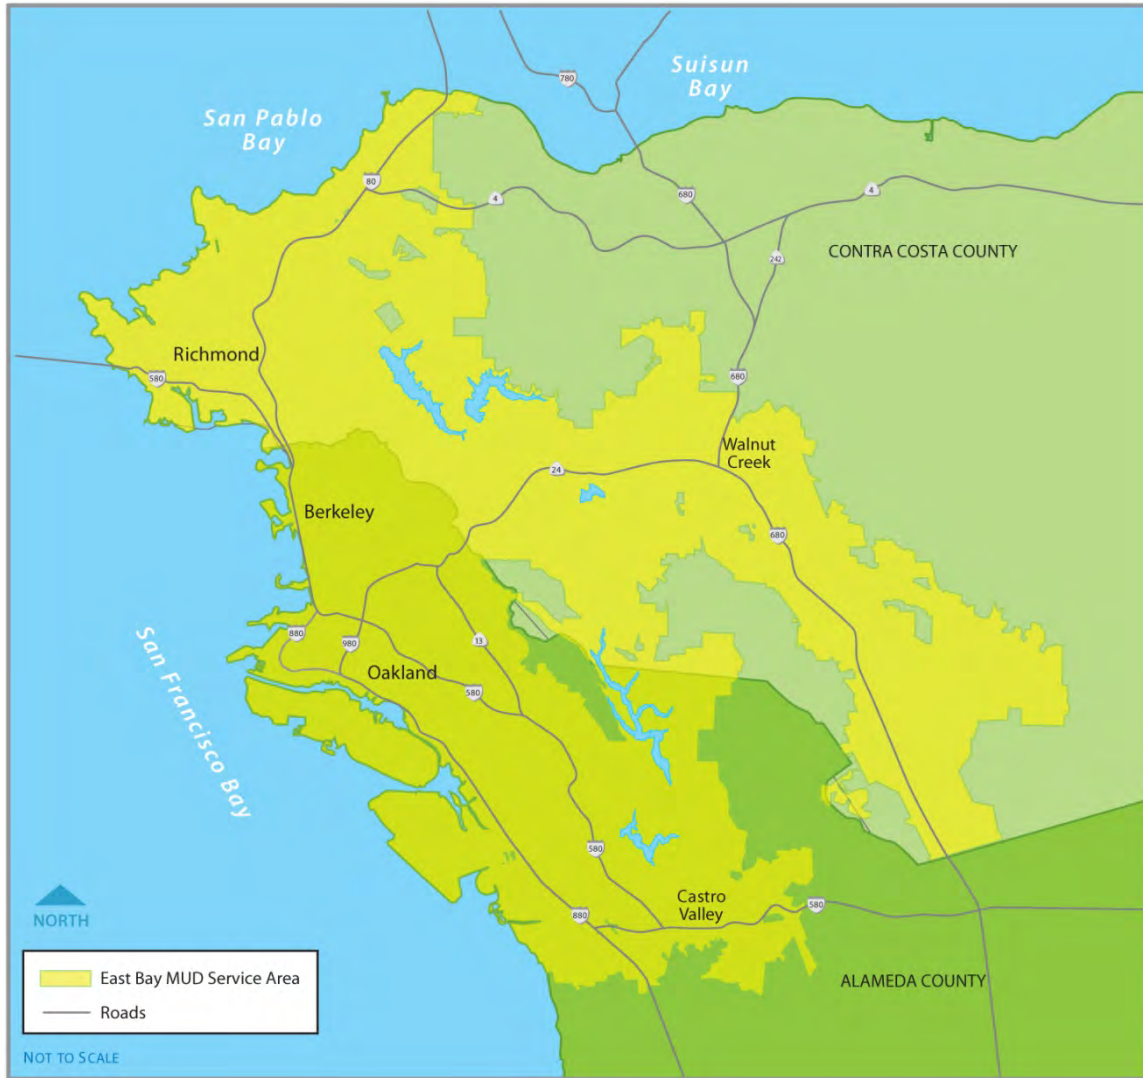 780
Suisun
Bay
San Pablo
Bay
80
4
680
4
CONTRA COSTA COUNTY
242
Richmond
580
680
Walnut
Creek
24
Berkeley
680
880
980
13
Oakland
580
San Francisco Bay
580
NORTH
Castro
Valley
880
580
East Bay MUD Service Area
ALAMEDA COUNTY
Roads
NOT TO SCALE